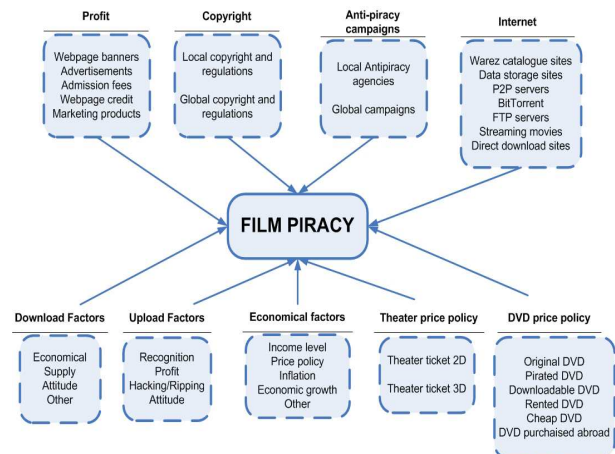 Profit
Webpage banners
Advertisements
Admission fees
Webpage credit
Marketing products
Copyright
Local copyright and
regulations
Global copyright and
regulations
Anti-piracy
campaigns
Local Antipiracy
agencies
Global campaigns
Internet
Warez catalogue sites
Data storage sites
P2P servers
BitTorrent
FTP servers
Streaming movies
Direct download sites
FILM PIRACY
Download Factors
Economical
Supply
Attitude
Other
Upload Factors
Recognition
Profit
Hacking/Ripping
Attitude
Economical factors
Income level
Price policy
Inflation
Economic growth
Other
Theater price policy
Theater ticket 2D
Theater ticket 3D
DVD price policy
Original DVD
Pirated DVD
Downloadable DVD
Rented DVD
Cheap DVD
DVD purchaised abroad